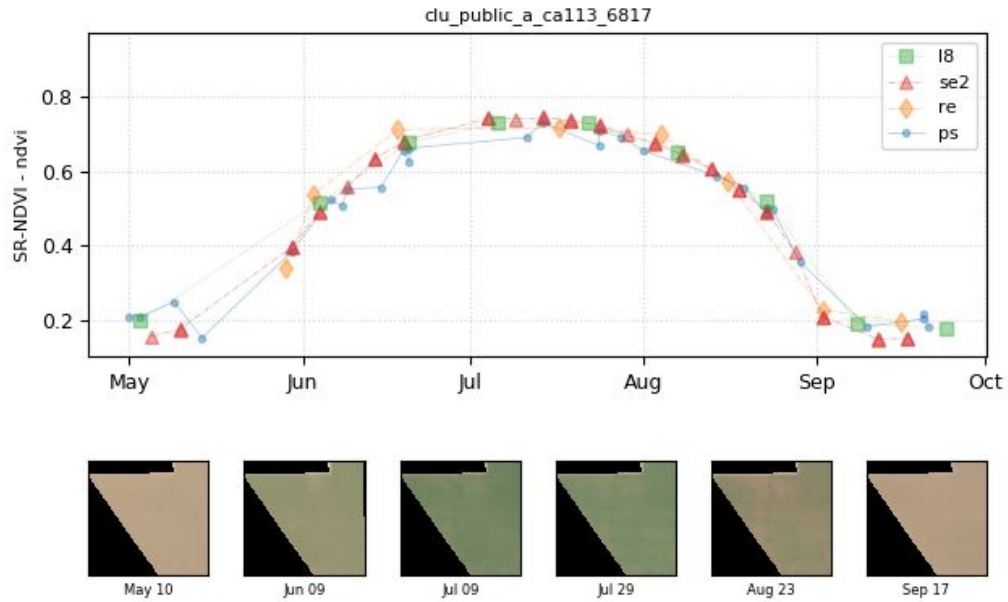 clu_public_a_ca113_6817
SR-NDVI - ndvi
0.8
0.6
0.4
0.2
l8
se2
re
ps
May Jun Jul Aug Sep Oct
May 10 Jun 09 Jul 09 Jul 29 Aug 23 Sep 17